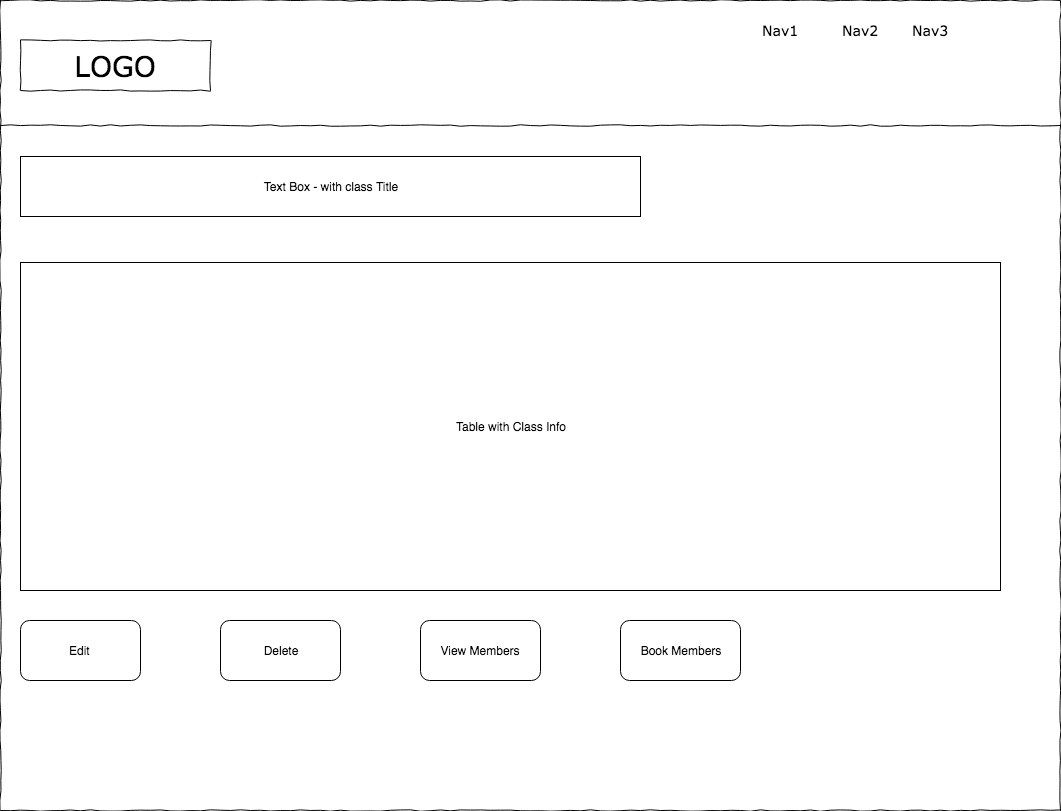 Nav1 Nav2 Nav3
LOGO
Text Box - with class Title
Table with Class Info
Edit Delete View Members Book Members